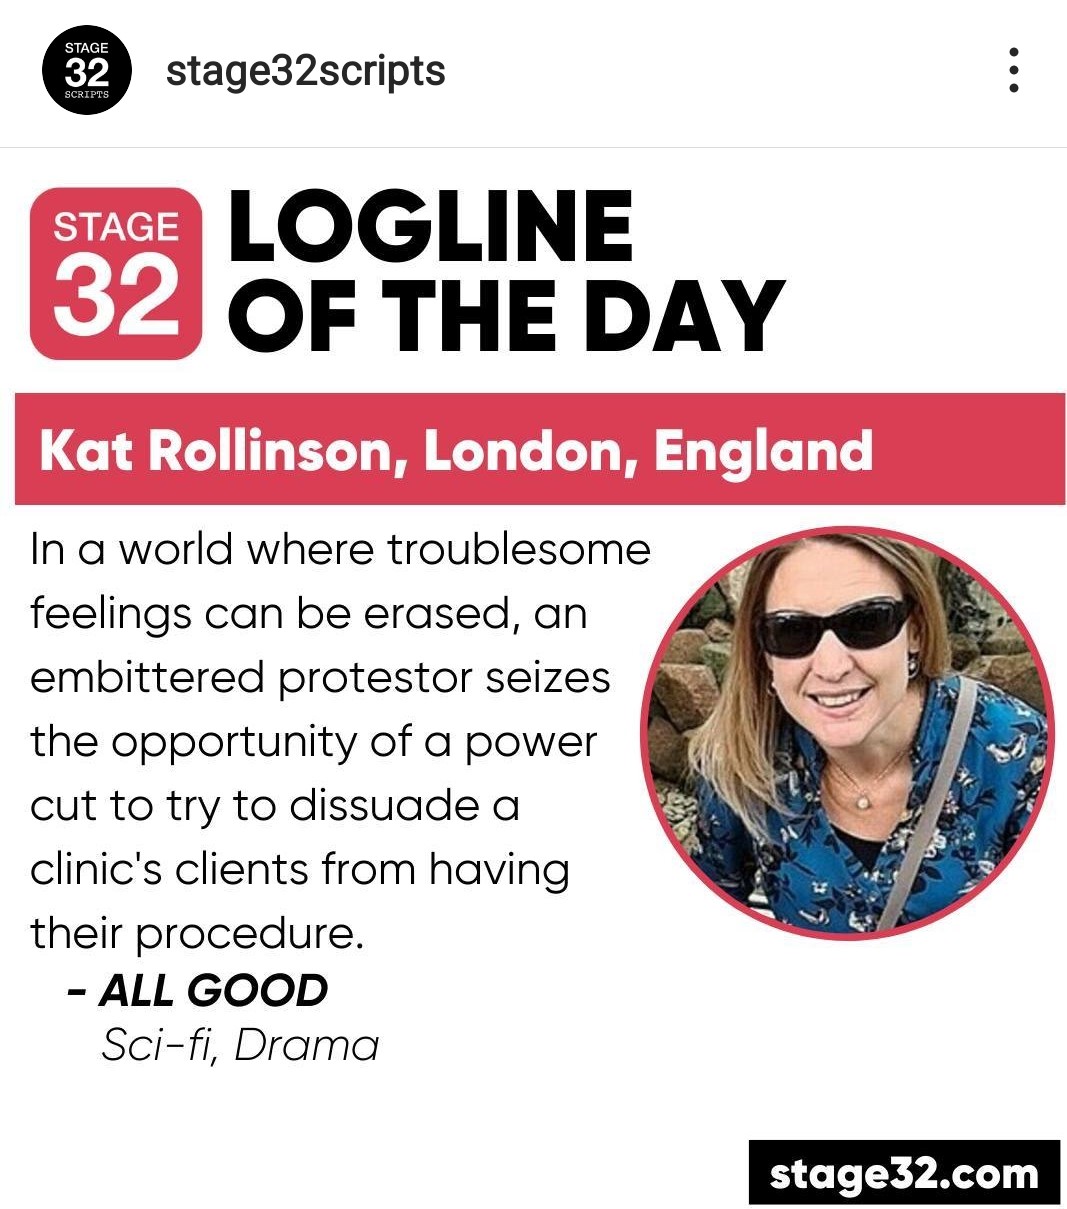 STAGE
32
SCRIPTS
stage32scripts
STAGE
32
LOGLINE
OF THE DAY
Kat Rollinson, London, England
In a world where troublesome
feelings can be erased, an
embittered protestor seizes
the opportunity of a power
cut to try to dissuade a
clinic's clients from having
their procedure.
- ALL GOOD
Sci-fi, Drama
stage32.com